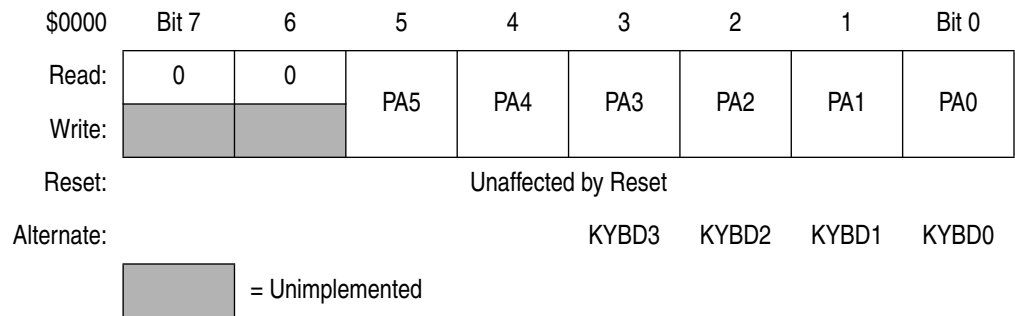 $0000 Bit 7 6 5 4 3 2 1 Bit 0
Read: 0 0
PA5 PA4 PA3 PA2 PA1 PA0
Write:
Reset: Unaffected by Reset
Alternate: KYBD3 KYBD2 KYBD1 KYBD0
= Unimplemented